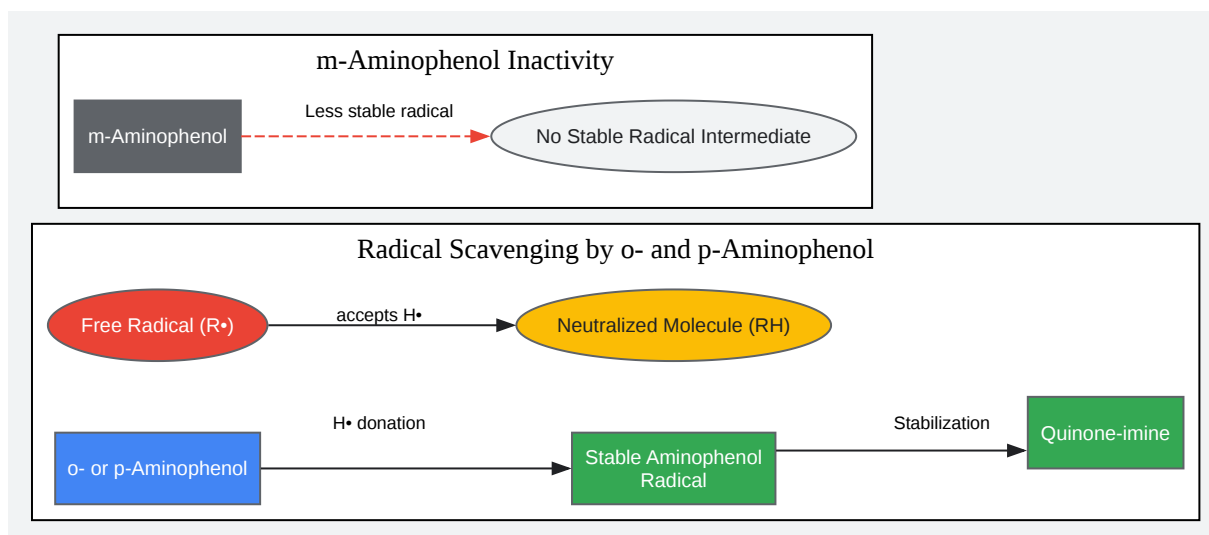 m-Aminophenol Inactivity
m-Aminophenol
Less stable radical
No Stable Radical Intermediate
Radical Scavenging by o- and p-Aminophenol
Free Radical (R•)
accepts H•
Neutralized Molecule (RH)
o- or p-Aminophenol
H• donation
Stable Aminophenol
Radical
Stabilization
Quinone-imine